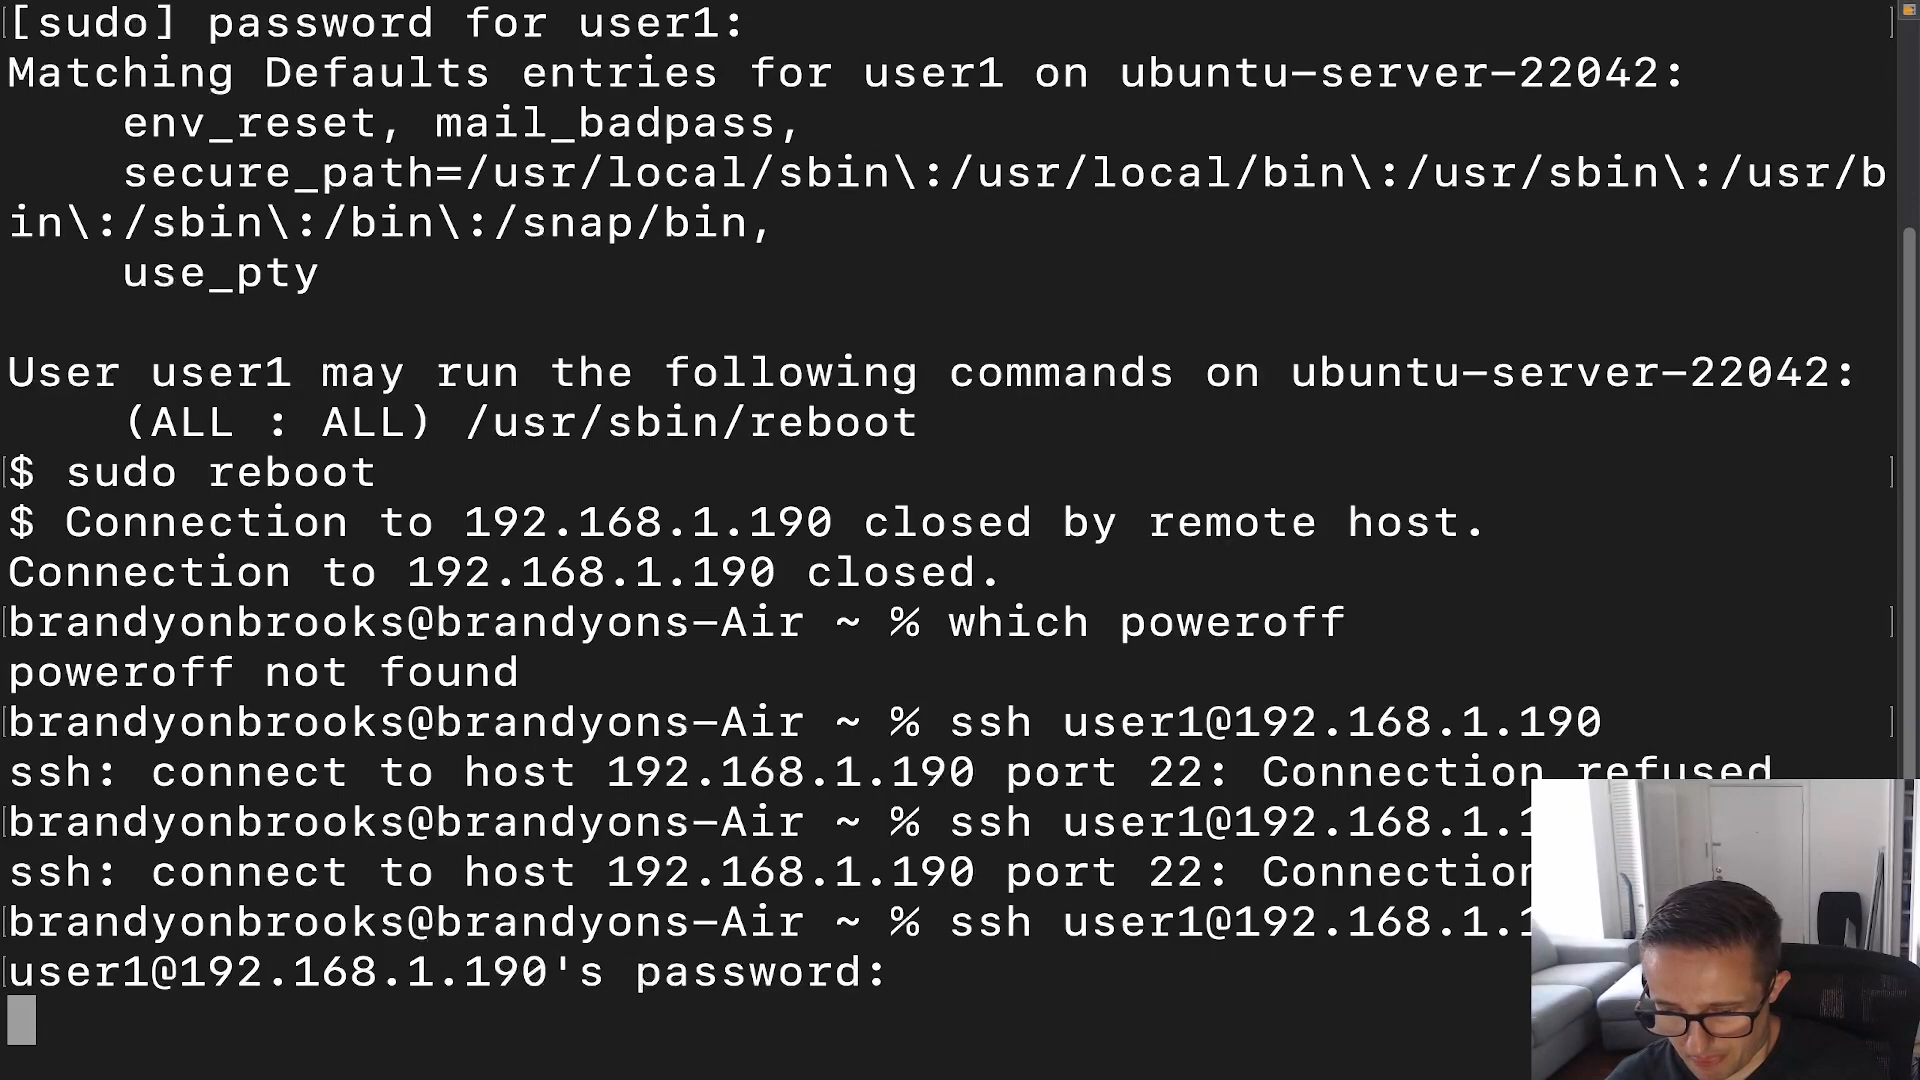 [sudo] password for user1:
Matching Defaults entries for user1 on ubuntu-server-22042:
env_reset, mail_badpass,
secure_path=/usr/local/sbin\:/usr/local/bin\:/usr/sbin\:/usr/b
in\:/sbin\:/bin\:/snap/bin,
use_pty
User user1 may run the following commands on ubuntu-server-22042:
(ALL : ALL) /usr/sbin/reboot
$ sudo reboot
$ Connection to 192.168.1.190 closed by remote host.
Connection to 192.168.1.190 closed.
brandyonbrooks@brandyons-Air ~ % which poweroff
poweroff not found
brandyonbrooks@brandyons-Air ~ % ssh user1@192.168.1.190
ssh: connect to host 192.168.1.190 port 22: Connection refused
brandyonbrooks@brandyons-Air ~ % ssh user1@192.168.1.1
ssh: connect to host 192.168.1.190 port 22: Connection
brandyonbrooks@brandyons-Air ~ % ssh user1@192.168.1.1
user1@192.168.1.190's password: